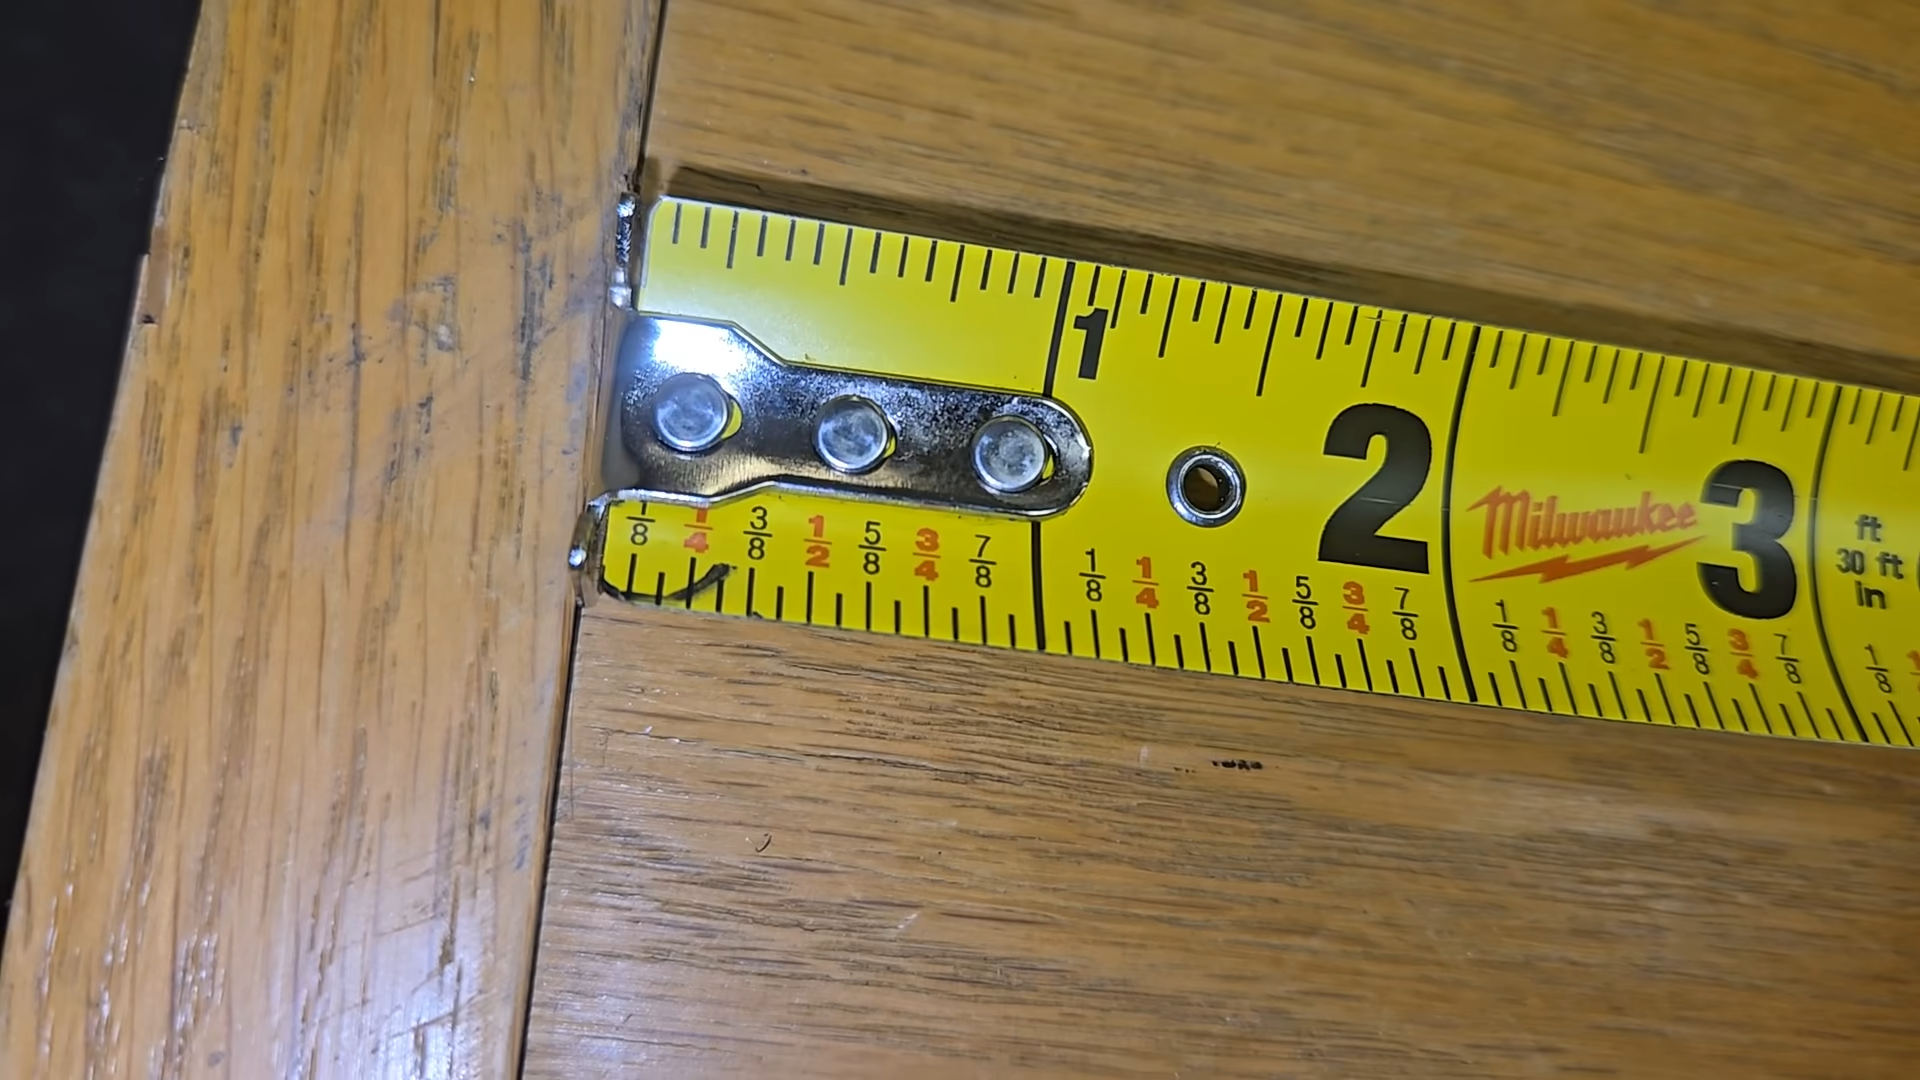 1
2
Milwaukee
3
ft
30 ft
in
1/8 1/4 3/8 1/2 5/8 3/4 7/8
1/8 1/4 3/8 1/2 5/8 3/4 7/8
1/8 1/4 3/8 1/2 5/8 3/4 7/8
1/8